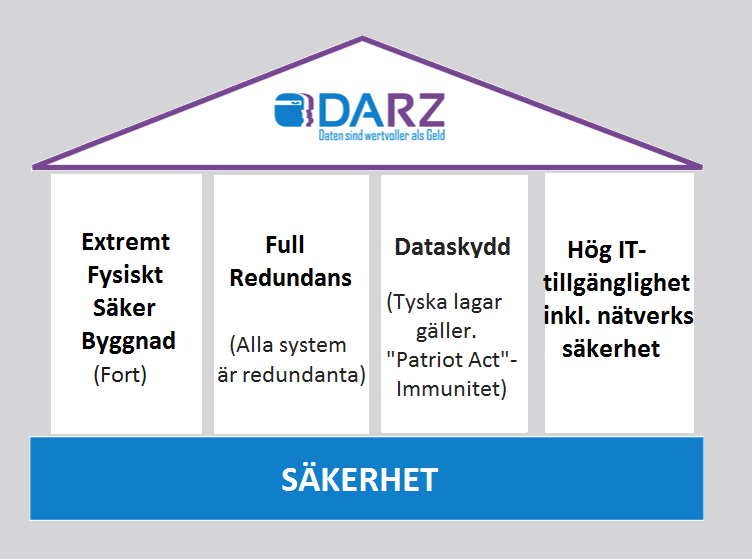 DARZ
Daten sind wertvoller als Geld
Extremt
Fysiskt
Säker
Byggnad
(Fort)
Full
Redundans
(Alla system
är redundanta)
Dataskydd
(Tyska lagar
gäller.
"Patriot Act"-
Immunitet)
Hög IT-
tillgänglighet
inkl. nätverks
säkerhet
SÄKERHET